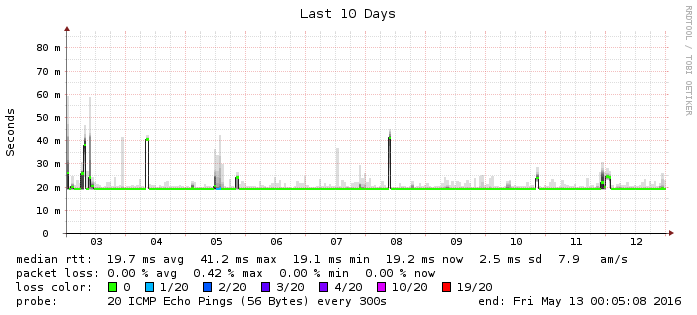 Last 10 Days
RRDTOOL / TOBI OETIKER
Seconds
80 m
70 m
60 m
50 m
40 m
30 m
20 m
10 m
0
03 04 05 06 07 08 09 10 11 12
median rtt: 19.7 ms avg 41.2 ms max 19.1 ms min 19.2 ms now 2.5 ms sd 7.9 am/s
packet loss: 0.00 % avg 0.42 % max 0.00 % min 0.00 % now
loss color: 0 1/20 2/20 3/20 4/20 10/20 19/20
probe: 20 ICMP Echo Pings (56 Bytes) every 300s end: Fri May 13 00:05:08 2016